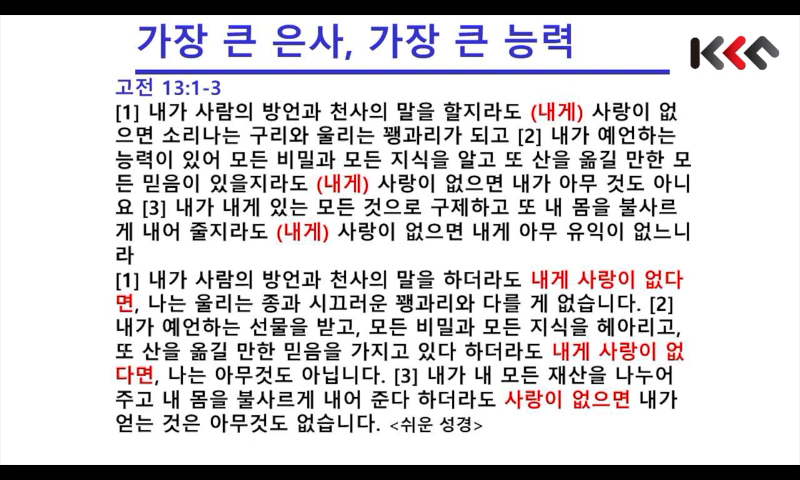 가장 큰 은사, 가장 큰 능력
KCC
고전 13:1-3
[1] 내가 사람의 방언과 천사의 말을 할지라도 (내게) 사랑이 없
으면 소리나는 구리와 울리는 꽹과리가 되고 [2] 내가 예언하는
능력이 있어 모든 비밀과 모든 지식을 알고 또 산을 옮길 만한 모
든 믿음이 있을지라도 (내게) 사랑이 없으면 내가 아무 것도 아니
요 [3] 내가 내게 있는 모든 것으로 구제하고 또 내 몸을 불사르
게 내어 줄지라도 (내게) 사랑이 없으면 내게 아무 유익이 없느니
라
[1] 내가 사람의 방언과 천사의 말을 하더라도 내게 사랑이 없다
면, 나는 울리는 종과 시끄러운 꽹과리와 다를 게 없습니다. [2]
내가 예언하는 선물을 받고, 모든 비밀과 모든 지식을 헤아리고,
또 산을 옮길 만한 믿음을 가지고 있다 하더라도 내게 사랑이 없
다면, 나는 아무것도 아닙니다. [3] 내가 내 모든 재산을 나누어
주고 내 몸을 불사르게 내어 준다 하더라도 사랑이 없으면 내가
얻는 것은 아무것도 없습니다. <쉬운 성경>